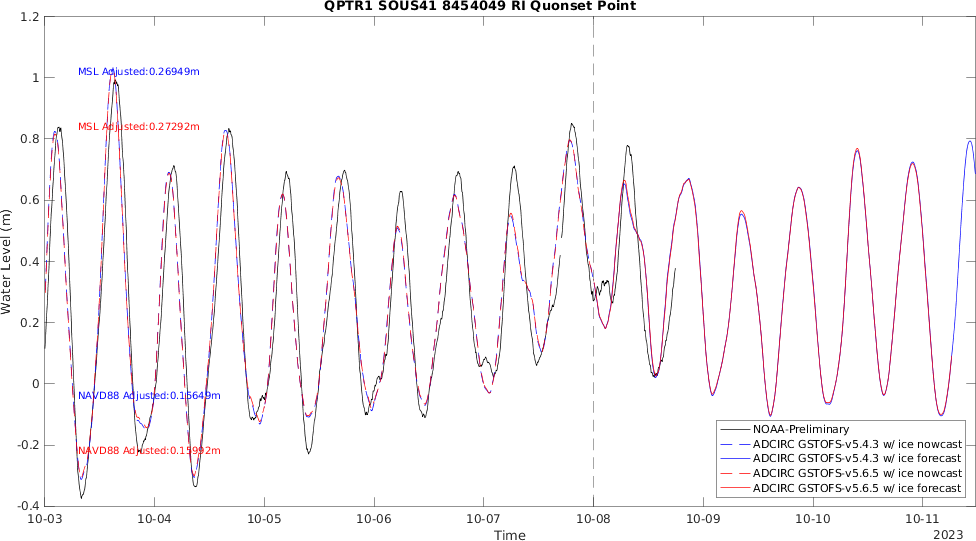 QPTR1 SOUS41 8454049 RI Quonset Point
1.2
1
0.8
0.6
0.4
0.2
0
-0.2
-0.4
Water Level (m)
MSL Adjusted:0.26949m
MSL Adjusted:0.27292m
NAVD88 Adjusted:0.15649m
NAVD88 Adjusted:0.15992m
NOAA-Preliminary
ADCIRC GSTOFS-v5.4.3 w/ ice nowcast
ADCIRC GSTOFS-v5.4.3 w/ ice forecast
ADCIRC GSTOFS-v5.6.5 w/ ice nowcast
ADCIRC GSTOFS-v5.6.5 w/ ice forecast
10-03 10-04 10-05 10-06 10-07 10-08 10-09 10-10 10-11
Time
2023